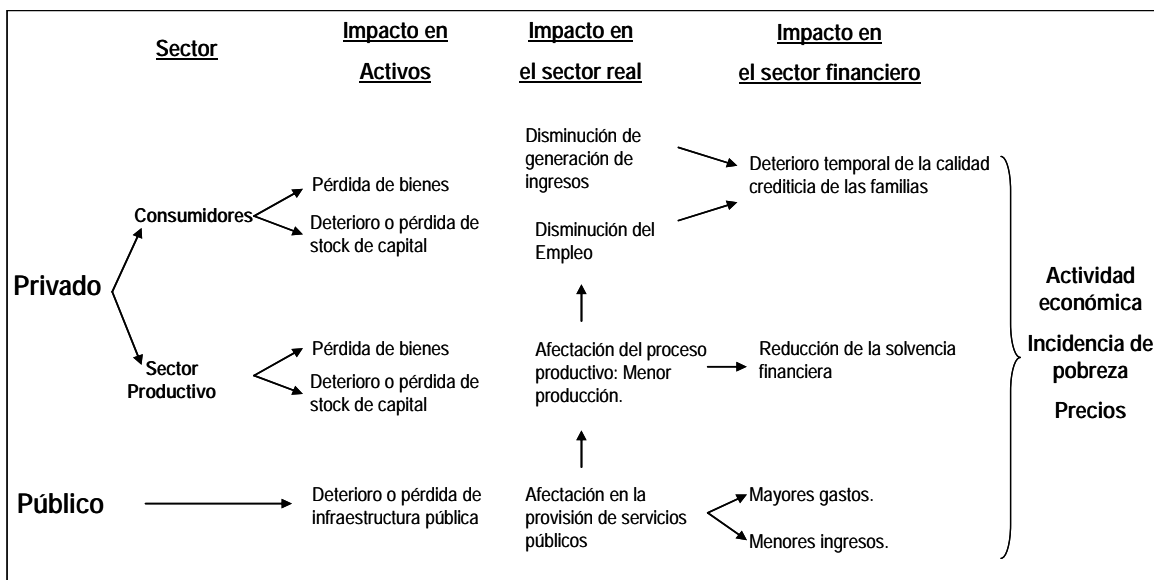 Sector
Impacto en
Activos
Impacto en
el sector real
Impacto en
el sector financiero
Privado
Consumidores
Pérdida de bienes
Deterioro o pérdida de
stock de capital
Disminución de
generación de
ingresos
Disminución del
Empleo
Deterioro temporal de la calidad
crediticia de las familias
Sector
Productivo
Pérdida de bienes
Deterioro o pérdida de
stock de capital
Afectación del proceso
productivo: Menor
producción.
Reducción de la solvencia
financiera
Público
Deterioro o pérdida de
infraestructura pública
Afectación en la
provisión de servicios
públicos
Mayores gastos.
Menores ingresos.
Actividad
económica
Incidencia de
pobreza
Precios